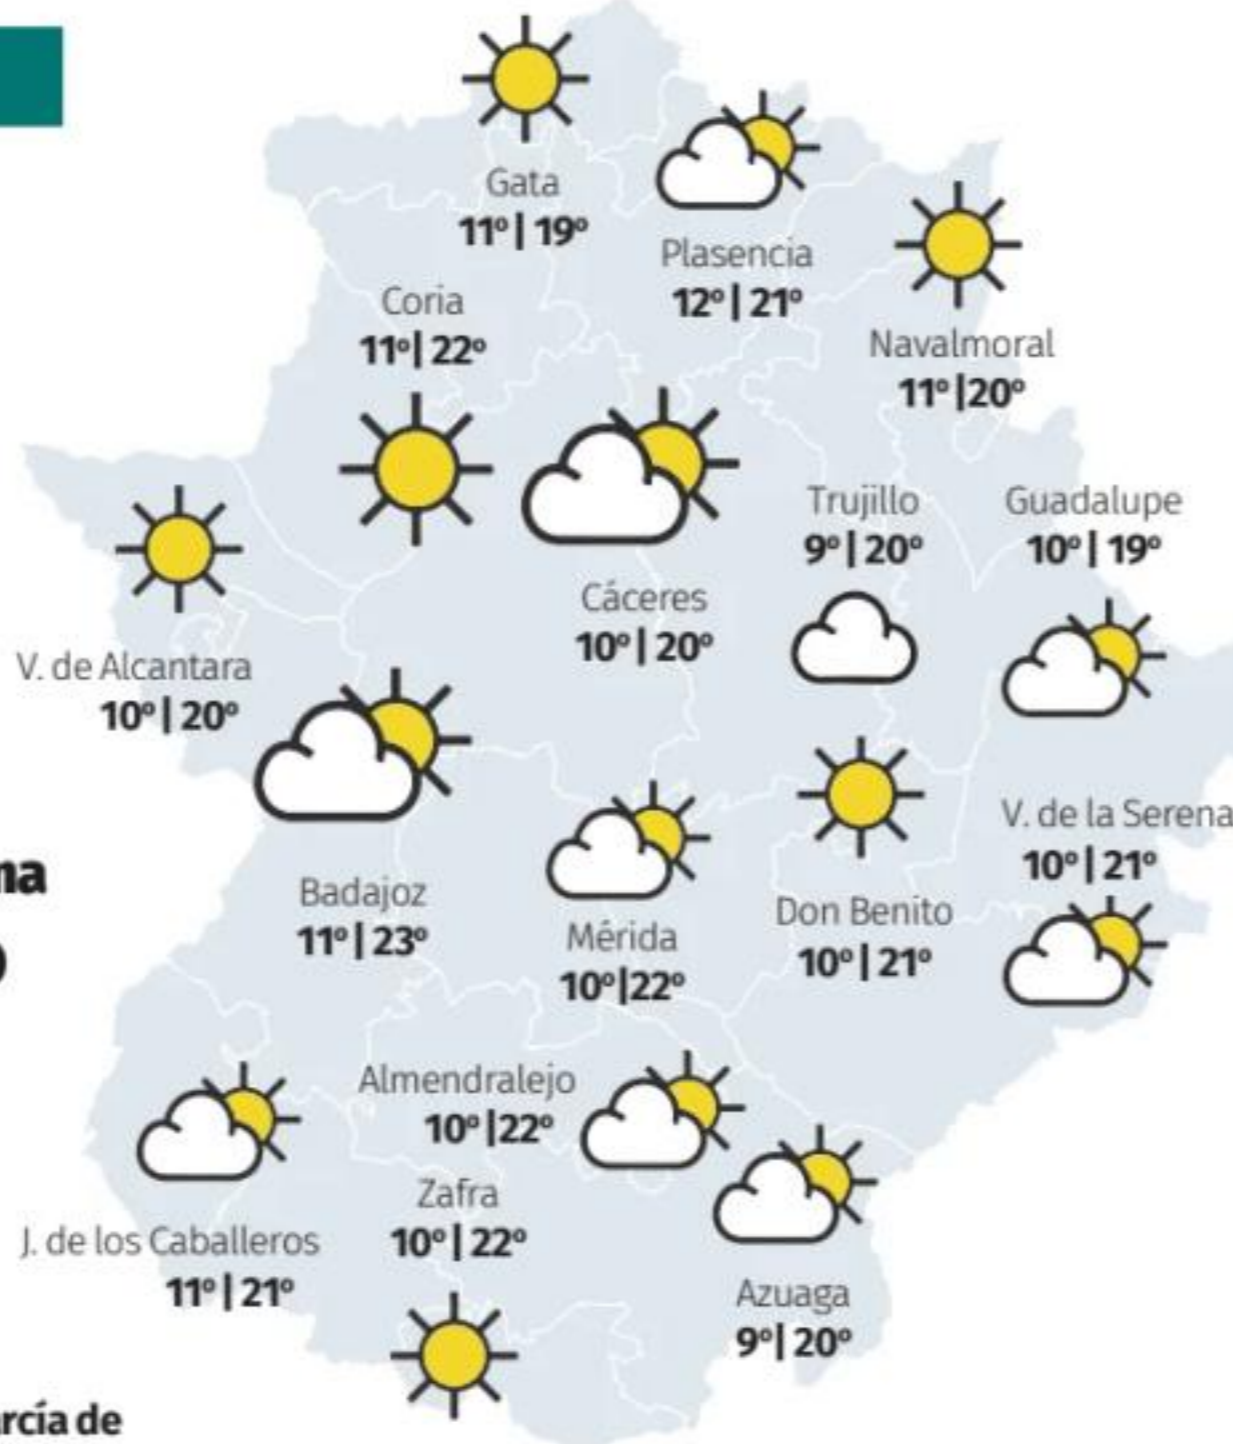 Gata
11º| 19º
Plasencia
12º| 21º
Coria
11º| 22º
Navalmoral
11º |20º
Trujillo
9º| 20º
Guadalupe
10º| 19º
Cáceres
10º| 20º
V. de Alcantara
10º| 20º
V. de la Serena
10º| 21º
Badajoz
11º| 23º
Mérida
10º|22º
Don Benito
10º| 21º
Almendralejo
10º |22º
Zafra
10º| 22º
J. de los Caballeros
11º| 21º
Azuaga
9º| 20º
de